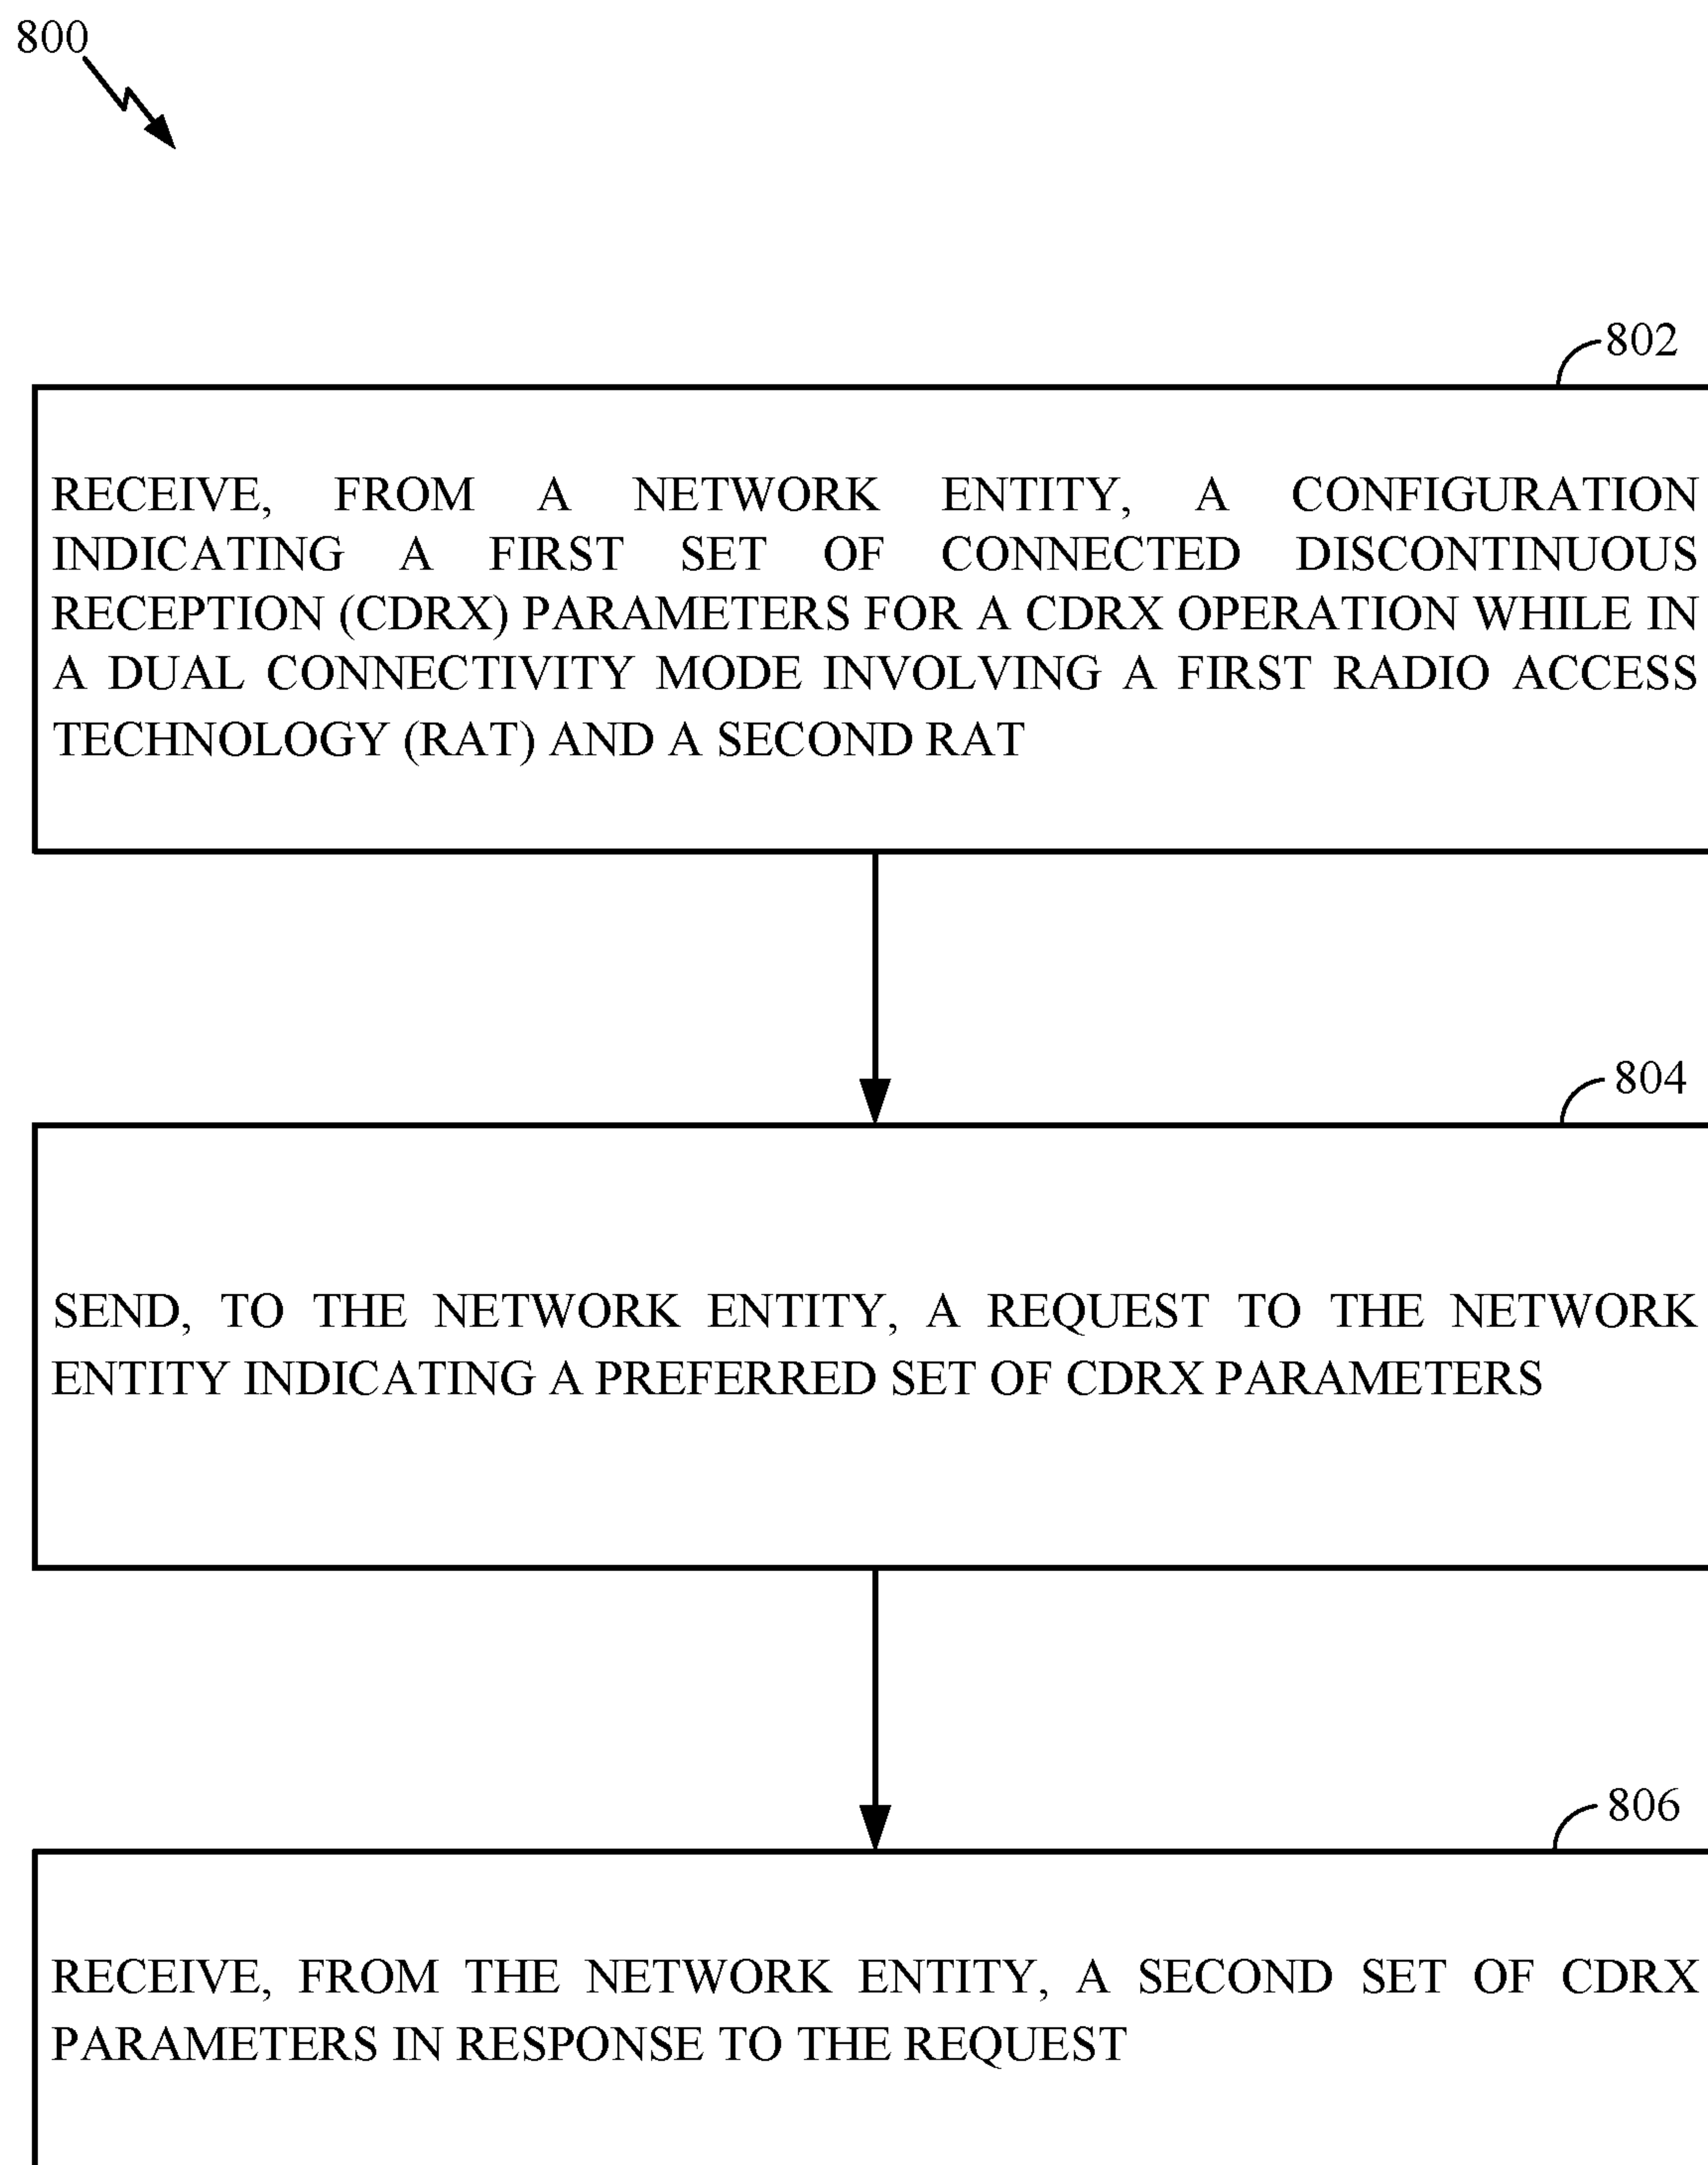 800
802
RECEIVE, FROM A NETWORK ENTITY, A CONFIGURATION
INDICATING A FIRST SET OF CONNECTED DISCONTINUOUS
RECEPTION (CDRX) PARAMETERS FOR A CDRX OPERATION WHILE IN
A DUAL CONNECTIVITY MODE INVOLVING A FIRST RADIO ACCESS
TECHNOLOGY (RAT) AND A SECOND RAT
804
SEND, TO THE NETWORK ENTITY, A REQUEST TO THE NETWORK
ENTITY INDICATING A PREFERRED SET OF CDRX PARAMETERS
806
RECEIVE, FROM THE NETWORK ENTITY, A SECOND SET OF CDRX
PARAMETERS IN RESPONSE TO THE REQUEST